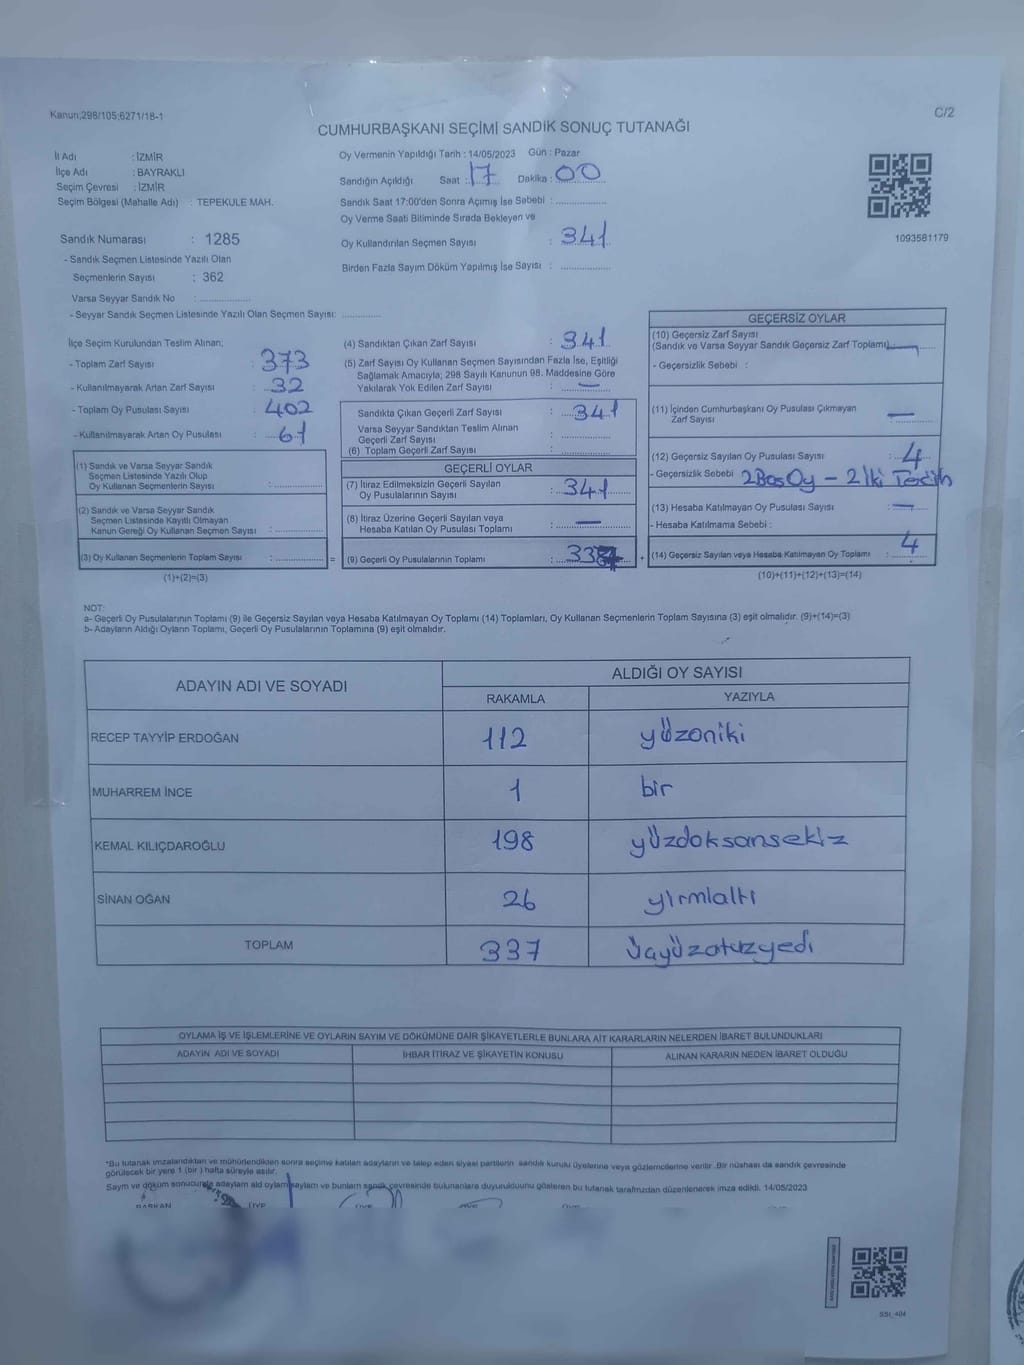 Kanun;298/105;6271/18-1
C/2
CUMHURBAŞKANI SEÇİMİ SANDIK SONUÇ TUTANAĞI
İl Adı : İZMİR
İlçe Adı : BAYRAKLI
Seçim Çevresi : İZMİR
Seçim Bölgesi (Mahalle Adı) : TEPEKULE MAH.
Sandık Numarası : 1285
- Sandık Seçmen Listesinde Yazılı Olan
Seçmenlerin Sayısı : 362
Varsa Seyyar Sandık No :
- Seyyar Sandık Seçmen Listesinde Yazılı Olan Seçmen Sayısı:
Oy Vermenin Yapıldığı Tarih : 14/05/2023 Gün : Pazar
Sandığın Açıldığı Saat : 17 Dakika : 00
Sandık Saat 17:00'den Sonra Açımış İse Sebebi :
Oy Verme Saati Bitiminde Sırada Bekleyen ve
Oy Kullandırılan Seçmen Sayısı : 341
Birden Fazla Sayım Döküm Yapılmış İse Sayısı :
1093581179
İlçe Seçim Kurulundan Teslim Alınan;
- Toplam Zarf Sayısı : 373
- Kullanılmayarak Artan Zarf Sayısı : 32
- Toplam Oy Pusulası Sayısı : 402
- Kullanılmayarak Artan Oy Pusulası : 61
(1) Sandık ve Varsa Seyyar Sandık
Seçmen Listesinde Yazılı Olup
Oy Kullanan Seçmenlerin Sayısı :
(2) Sandık ve Varsa Seyyar Sandık
Seçmen Listesinde Kayıtlı Olmayan
Kanun Gereği Oy Kullanan Seçmen Sayısı :
(3) Oy Kullanan Seçmenlerin Toplam Sayısı : =
(1)+(2)=(3)
(4) Sandıktan Çıkan Zarf Sayısı : 341
(5) Zarf Sayısı Oy Kullanan Seçmen Sayısından Fazla İse, Eşitliği
Sağlamak Amacıyla; 298 Sayılı Kanunun 98. Maddesine Göre
Yakılarak Yok Edilen Zarf Sayısı : —
Sandıkta Çıkan Geçerli Zarf Sayısı : 341
Varsa Seyyar Sandıktan Teslim Alınan
Geçerli Zarf Sayısı :
(6) Toplam Geçerli Zarf Sayısı :
GEÇERLİ OYLAR
(7) İtiraz Edilmeksizin Geçerli Sayılan
Oy Pusulalarının Sayısı : 341
(8) İtiraz Üzerine Geçerli Sayılan veya
Hesaba Katılan Oy Pusulası Toplamı : —
(9) Geçerli Oy Pusulalarının Toplamı : 337 +
GEÇERSİZ OYLAR
(10) Geçersiz Zarf Sayısı
(Sandık ve Varsa Seyyar Sandık Geçersiz Zarf Toplamı) —
- Geçersizlik Sebebi :
(11) İçinden Cumhurbaşkanı Oy Pusulası Çıkmayan
Zarf Sayısı : —
(12) Geçersiz Sayılan Oy Pusulası Sayısı : 4
- Geçersizlik Sebebi 2 Boş Oy - 2 İki Tercih
(13) Hesaba Katılmayan Oy Pusulası Sayısı : —
- Hesaba Katılmama Sebebi :
(14) Geçersiz Sayılan veya Hesaba Katılmayan Oy Toplamı : 4
(10)+(11)+(12)+(13)=(14)
NOT:
a- Geçerli Oy Pusulalarının Toplamı (9) ile Geçersiz Sayılan veya Hesaba Katılmayan Oy Toplamı (14) Toplamları, Oy Kullanan Seçmenlerin Toplam Sayısına (3) eşit olmalıdır. (9)+(14)=(3)
b- Adayların Aldığı Oyların Toplamı, Geçerli Oy Pusulalarının Toplamına (9) eşit olmalıdır.
ADAYIN ADI VE SOYADI
ALDIĞI OY SAYISI
RAKAMLA YAZIYLA
RECEP TAYYİP ERDOĞAN 112 yüzoniki
MUHARREM İNCE 1 bir
KEMAL KILIÇDAROĞLU 198 yüzdoksansekiz
SİNAN OĞAN 26 yirmialtı
TOPLAM 337 üçyüzotuzyedi
OYLAMA İŞ VE İŞLEMLERİNE VE OYLARIN SAYIM VE DÖKÜMÜNE DAİR ŞİKAYETLERLE BUNLARA AİT KARARLARIN NELERDEN İBARET BULUNDUKLARI
ADAYIN ADI VE SOYADI İHBAR İTİRAZ VE ŞİKAYETİN KONUSU ALINAN KARARIN NEDEN İBARET OLDUĞU
*Bu tutanak imzalandıktan ve mühürlendikten sonra seçime katılan adayların ve talep eden siyasi partilerin sandık kurulu üyelerine veya gözlemcilerine verilir. Bir nüshası da sandık çevresinde
görülecek bir yere 1 (bir) hafta süreyle asılır.
Sayım ve döküm sonucunda adayların bunların sandık çevresinde bulunanlara duyurulduğunu gösteren bu tutanak tarafımızdan düzenlenerek imza edildi. 14/05/2023
BAŞKAN ÜYE ÜYE ÜYE
SSİ_404